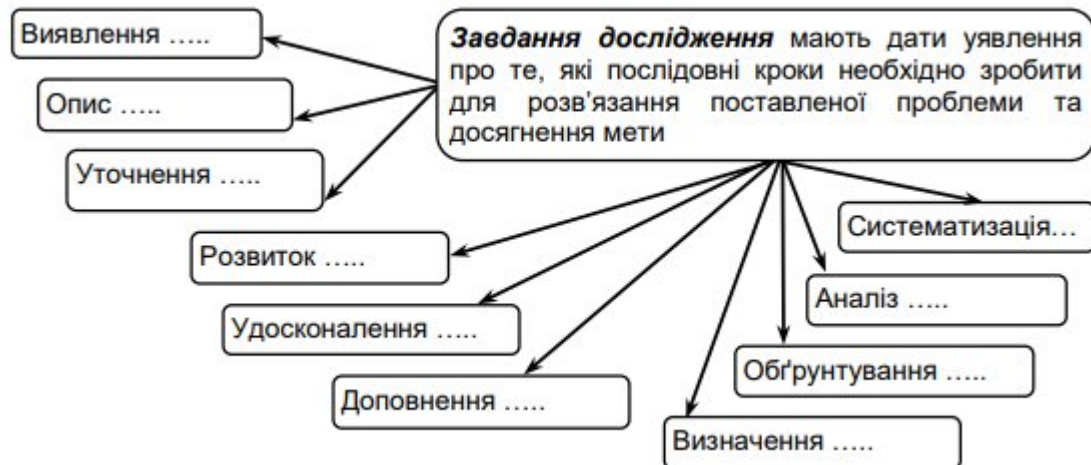 Виявлення …..
Завдання дослідження мають дати уявлення
про те, які послідовні кроки необхідно зробити
для розв’язання поставленої проблеми та
досягнення мети
Опис …..
Уточнення …..
Систематизація…
Розвиток …..
Аналіз …..
Удосконалення …..
Обґрунтування …..
Доповнення …..
Визначення …..